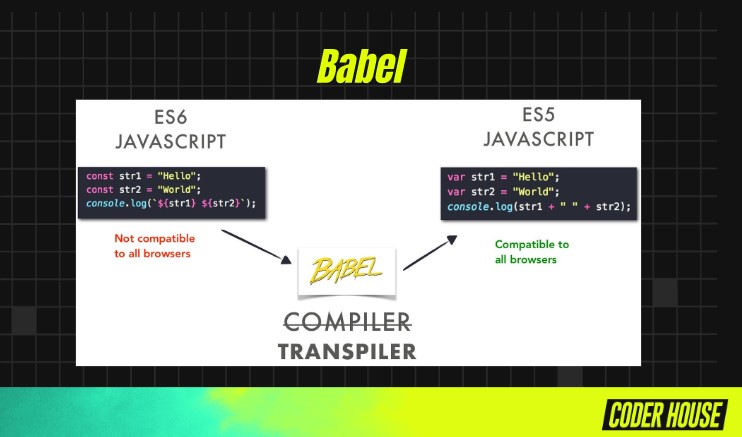 Babel
ES6
JAVASCRIPT
const str1 = "Hello";
const str2 = "World";
console.log(`${str1} ${str2}`);
Not compatible
to all browsers
BABEL
COMPILER
TRANSPILER
ES5
JAVASCRIPT
var str1 = "Hello";
var str2 = "World";
console.log(str1 + " " + str2);
Compatible to
all browsers
CODER HOUSE